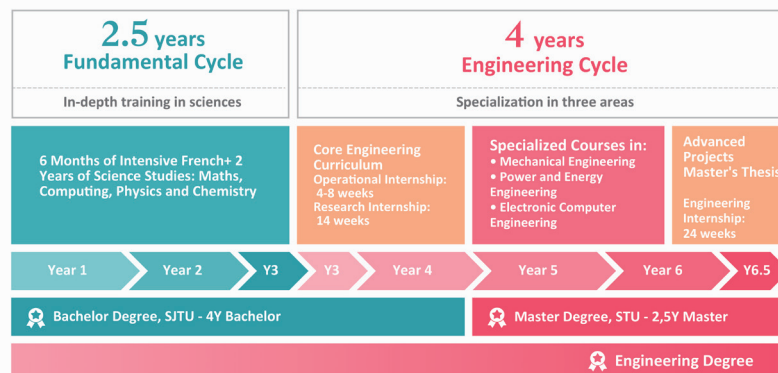 2.5 years
Fundamental Cycle
In-depth training in sciences
4 years
Engineering Cycle
Specialization in three areas
6 Months of Intensive French+ 2
Years of Science Studies: Maths,
Computing, Physics and Chemistry
Core Engineering
Curriculum
Operational Internship:
4-8 weeks
Research Internship:
14 weeks
Specialized Courses in:
• Mechanical Engineering
• Power and Energy
Engineering
• Electronic Computer
Engineering
Advanced
Projects
Master's Thesis
Engineering
Internship:
24 weeks
Year 1
Year 2
Y3
Y3
Year 4
Year 5
Year 6
Y6.5
Bachelor Degree, SJTU - 4Y Bachelor
Master Degree, STU - 2,5Y Master
Engineering Degree